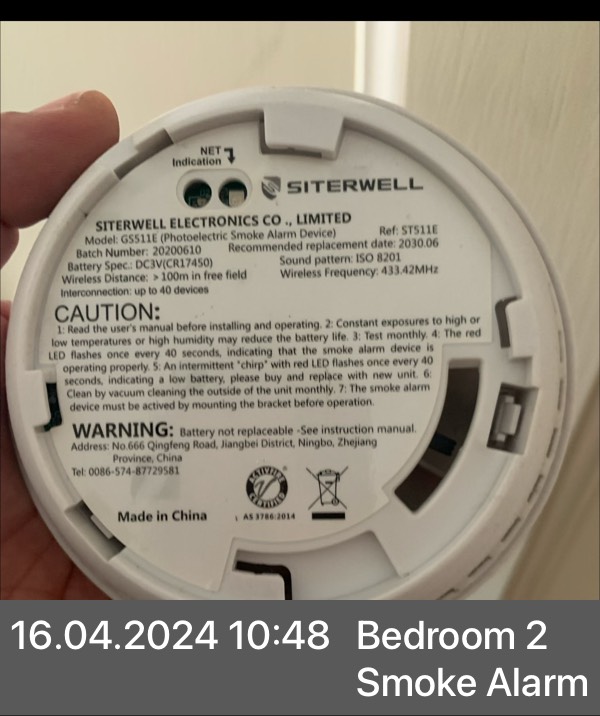 NET
Indication
SITERWELL
SITERWELL ELECTRONICS CO ., LIMITED
Model: GS511E (Photoelectric Smoke Alarm Device) Ref: ST511E
Batch Number: 20200610 Recommended replacement date: 2030.06
Battery Spec.: DC3V(CR17450) Sound pattern: ISO 8201
Wireless Distance: > 100m in free field Wireless Frequency: 433.42MHz
Interconnection: up to 40 devices
CAUTION:
1: Read the user's manual before installing and operating. 2: Constant exposures to high or
low temperatures or high humidity may reduce the battery life. 3: Test monthly. 4: The red
LED flashes once every 40 seconds, indicating that the smoke alarm device is
operating properly. 5: An intermittent "chirp" with red LED flashes once every 40
seconds, indicating a low battery, please buy and replace with new unit. 6:
Clean by vacuum cleaning the outside of the unit monthly. 7: The smoke alarm
device must be actived by mounting the bracket before operation.
WARNING: Battery not replaceable -See instruction manual.
Address: No.666 Qingfeng Road, Jiangbei District, Ningbo, Zhejiang
Province, China
Tel: 0086-574-87729581
ACTIVFIRE
CERTIFIED
Made in China
AS 3786:2014
16.04.2024 10:48 Bedroom 2
Smoke Alarm